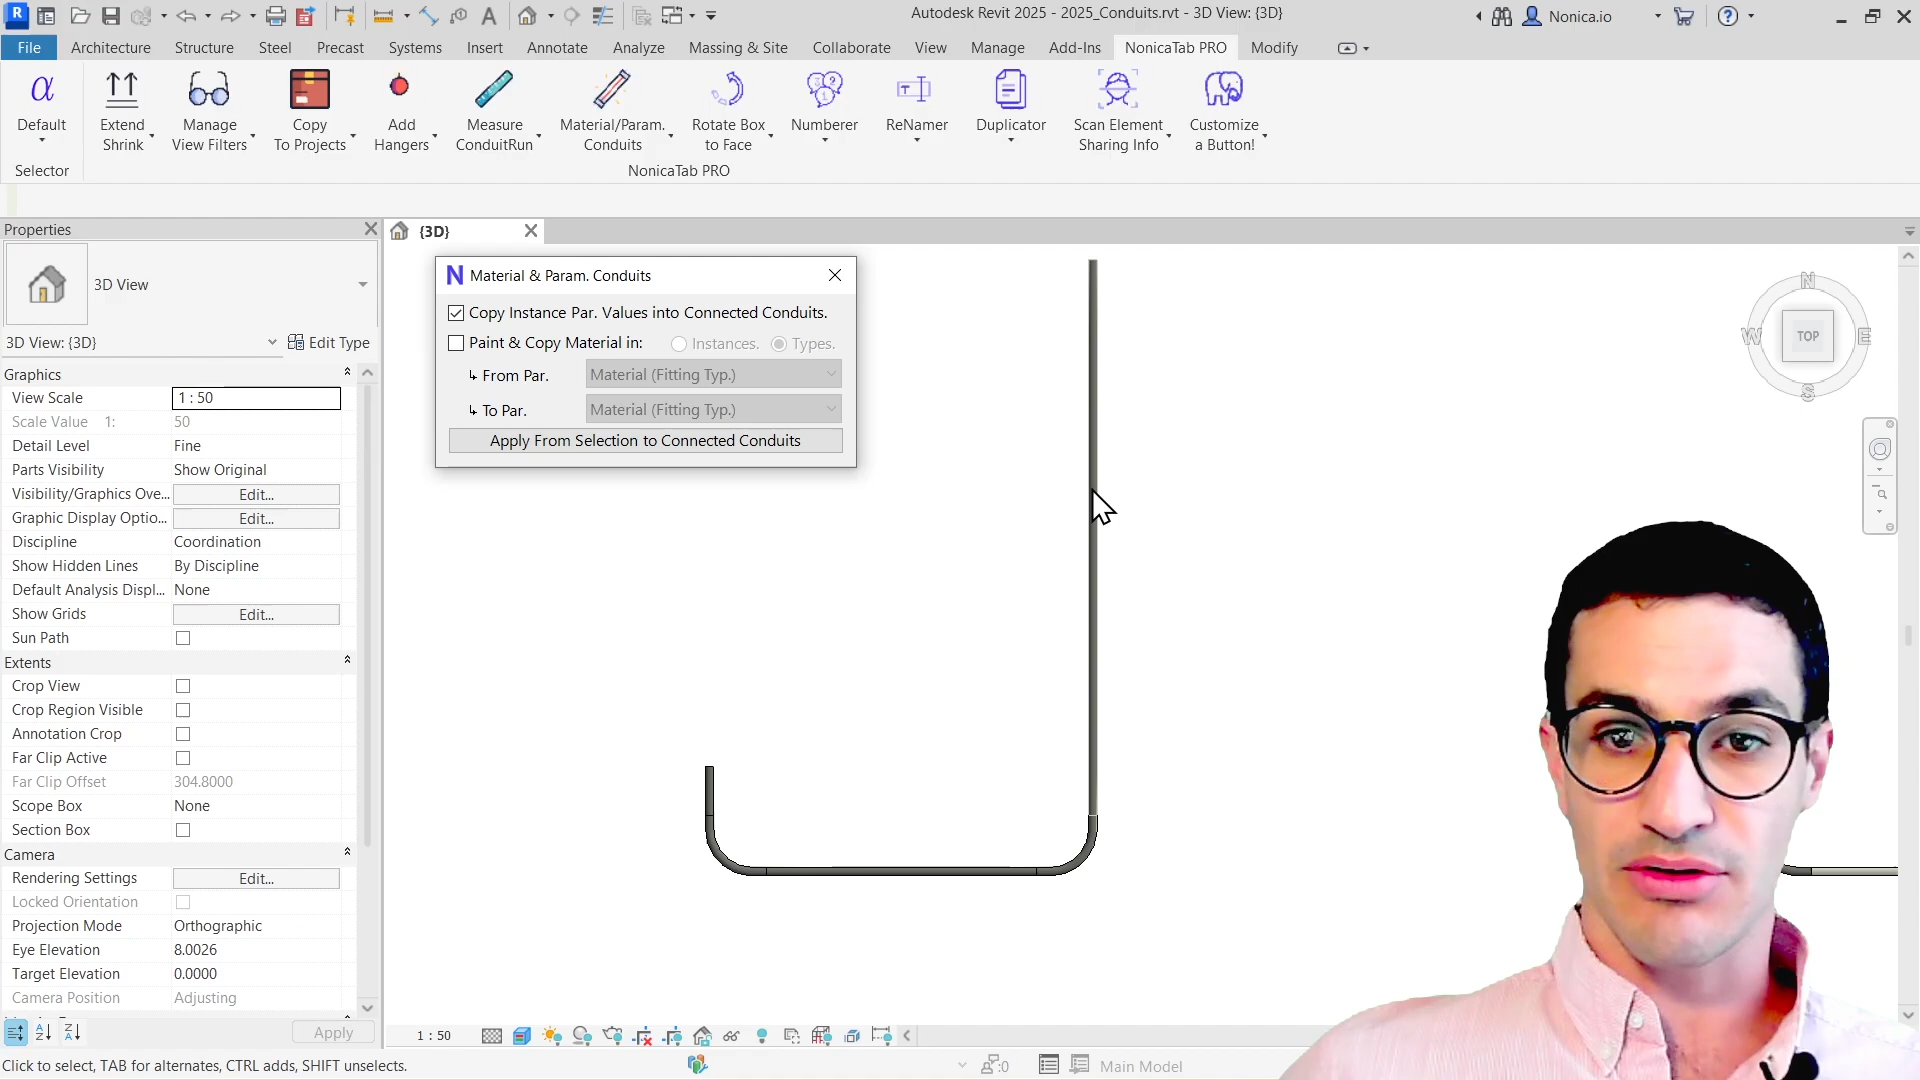 R
Autodesk Revit 2025 - 2025_Conduits.rvt - 3D View: {3D}
Nonica.io
File Architecture Structure Steel Precast Systems Insert Annotate Analyze Massing & Site Collaborate View Manage Add-Ins NonicaTab PRO Modify
Default
Extend
Shrink
Manage
View Filters
Copy
To Projects
Add
Hangers
Measure
ConduitRun
Material/Param.
Conduits
Rotate Box
to Face
Numberer
ReNamer
Duplicator
Scan Element
Sharing Info
Customize
a Button!
Selector
NonicaTab PRO
Properties
{3D}
3D View
3D View: {3D}
Edit Type
Graphics
View Scale 1 : 50
Scale Value 1: 50
Detail Level Fine
Parts Visibility Show Original
Visibility/Graphics Ove... Edit...
Graphic Display Optio... Edit...
Discipline Coordination
Show Hidden Lines By Discipline
Default Analysis Displ... None
Show Grids Edit...
Sun Path
Extents
Crop View
Crop Region Visible
Annotation Crop
Far Clip Active
Far Clip Offset 304.8000
Scope Box None
Section Box
Camera
Rendering Settings Edit...
Locked Orientation
Projection Mode Orthographic
Eye Elevation 8.0026
Target Elevation 0.0000
Camera Position Adjusting
Apply
N Material & Param. Conduits
Copy Instance Par. Values into Connected Conduits.
Paint & Copy Material in: Instances. Types.
↳ From Par. Material (Fitting Typ.)
↳ To Par. Material (Fitting Typ.)
Apply From Selection to Connected Conduits
N
W TOP E
S
1 : 50
Click to select, TAB for alternates, CTRL adds, SHIFT unselects.
:0
Main Model